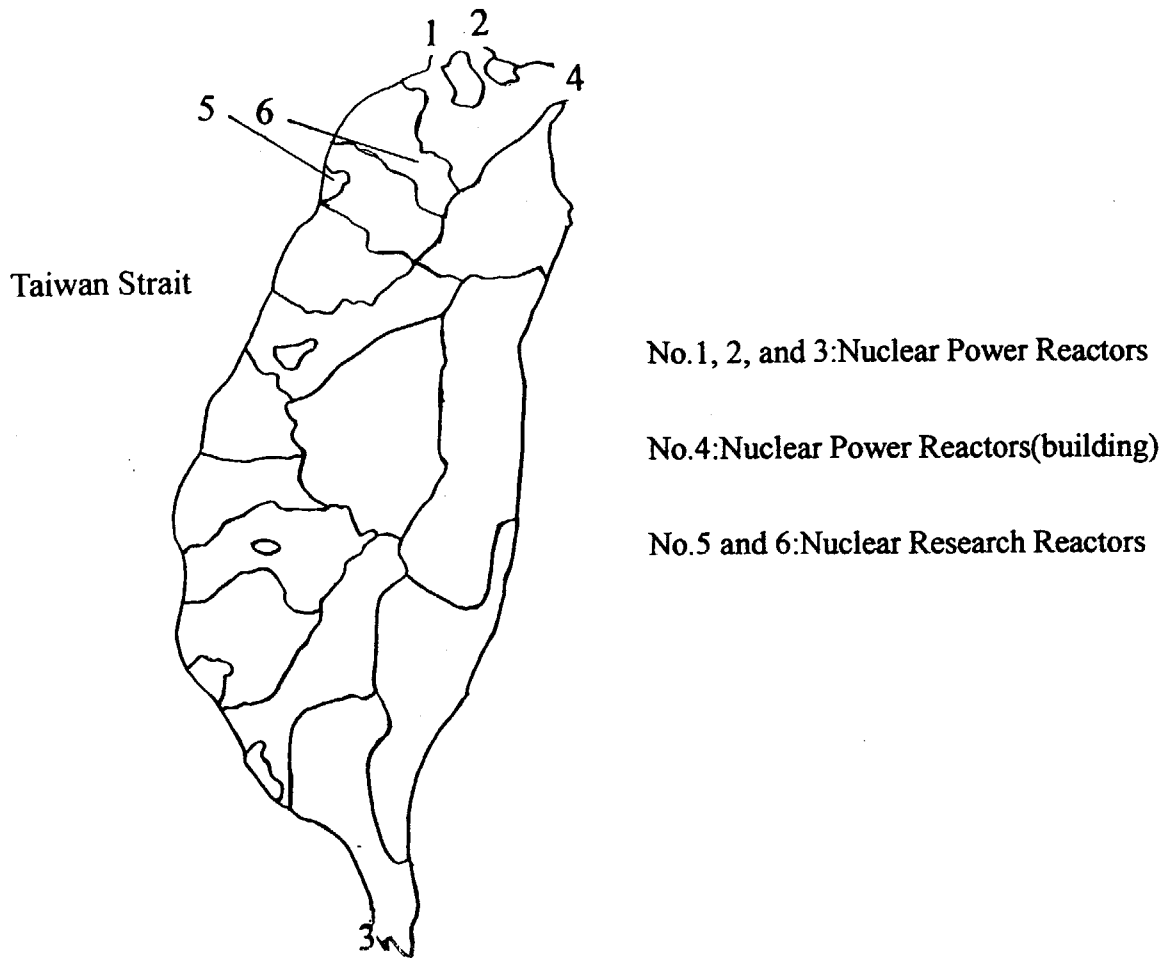 1
2
4
5
6
Taiwan Strait
No.1, 2, and 3:Nuclear Power Reactors
No.4:Nuclear Power Reactors(building)
No.5 and 6:Nuclear Research Reactors
3